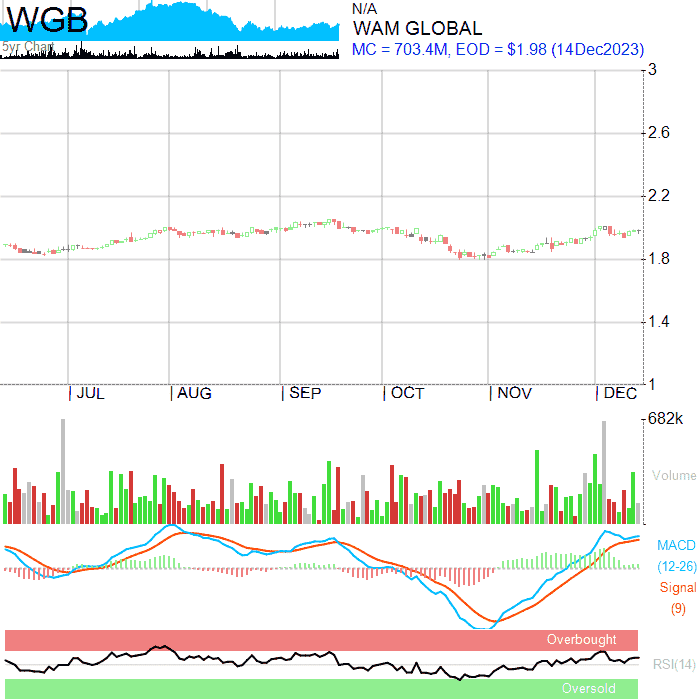 WGB
5yr Chart
N/A
WAM GLOBAL
MC = 703.4M, EOD = $1.98 (14Dec2023)
3
2.6
2.2
1.8
1.4
1
JUL AUG SEP OCT NOV DEC
682k
Volume
MACD
(12-26)
Signal
(9)
Overbought
RSI(14)
Oversold